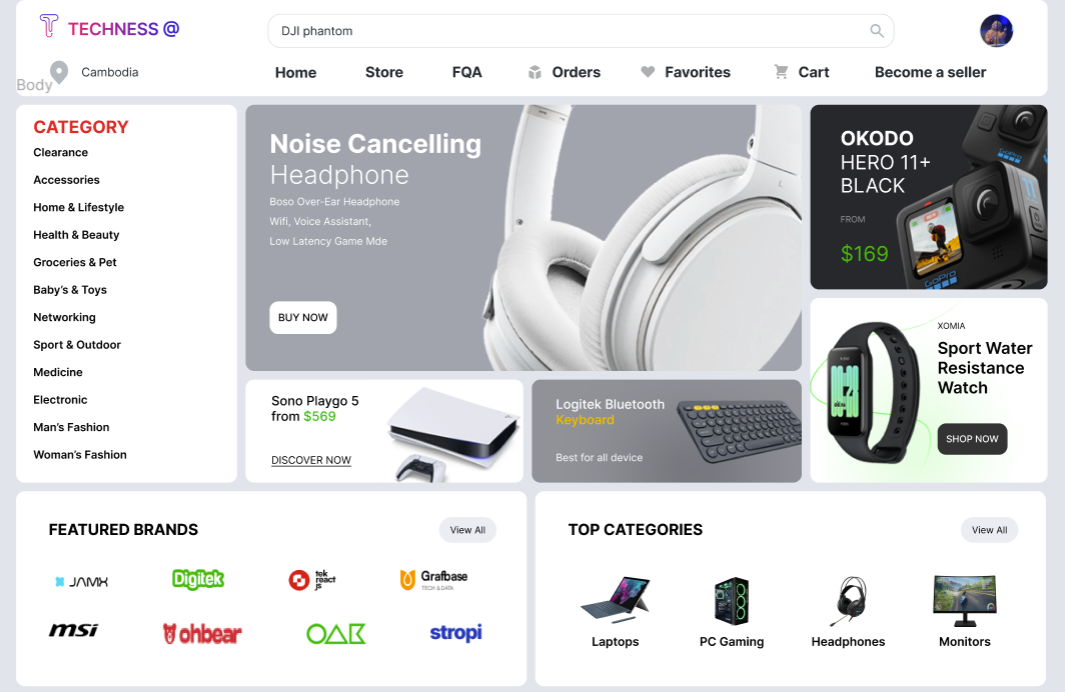 TECHNESS @
DJI phantom
Cambodia
Body
Home
Store
FQA
Orders
Favorites
Cart
Become a seller
CATEGORY
Clearance
Accessories
Home & Lifestyle
Health & Beauty
Groceries & Pet
Baby's & Toys
Networking
Sport & Outdoor
Medicine
Electronic
Man's Fashion
Woman's Fashion
Noise Cancelling
Headphone
Boso Over-Ear Headphone
Wifi, Voice Assistant,
Low Latency Game Mde
BUY NOW
OKODO
HERO 11+
BLACK
FROM
$169
GoPro
GoPro
XOMIA
Sport Water
Resistance
Watch
SHOP NOW
Sono Playgo 5
from $569
DISCOVER NOW
Logitek Bluetooth
Keyboard
Best for all device
FEATURED BRANDS
View All
JAMX
Digitek
tek
react
js
Grafbase
TECH & DATA
msi
ohbear
OAK
stropi
TOP CATEGORIES
View All
Laptops
PC Gaming
Headphones
Monitors